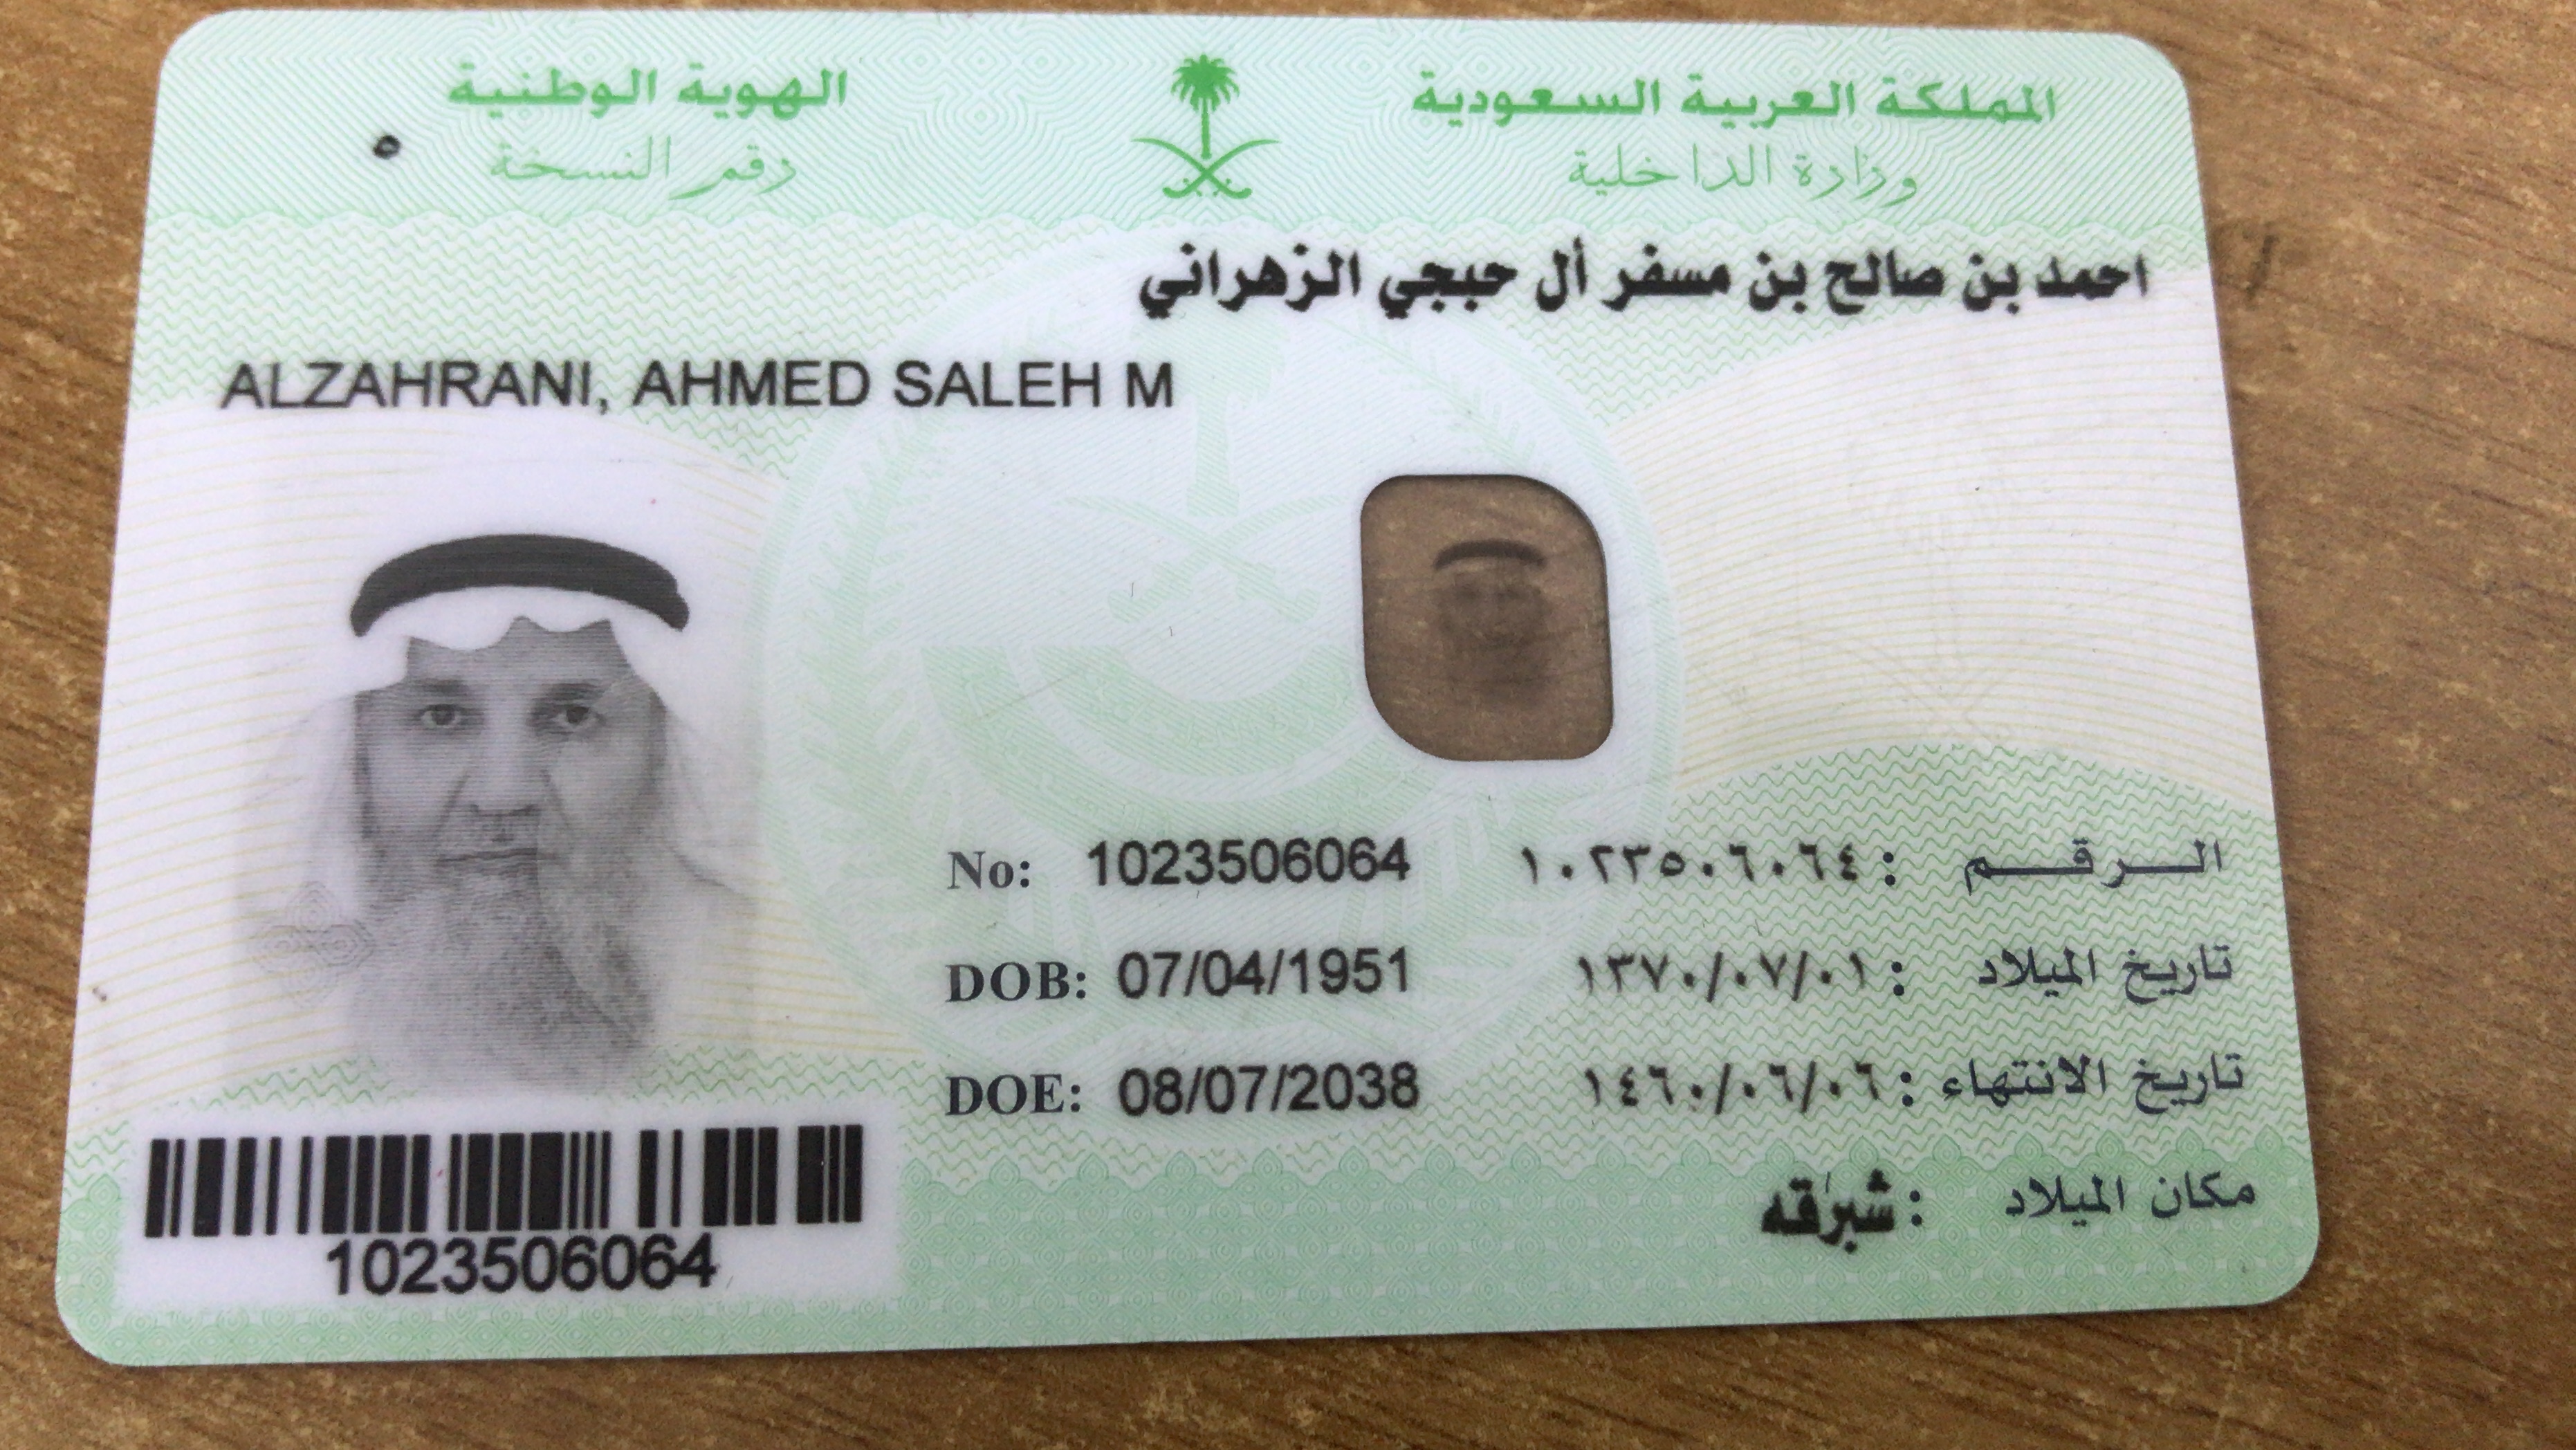 المملكة العربية السعودية
وزارة الداخلية
الهوية الوطنية
رقم النسخة ٥
احمد بن صالح بن مسفر أل حبجي الزهراني
ALZAHRANI, AHMED SALEH M
الرقم : ١٠٢٣٥٠٦٠٦٤
No: 1023506064
تاريخ الميلاد : ١٣٧٠/٠٧/٠١
DOB: 07/04/1951
تاريخ الانتهاء : ١٤٦٠/٠٦/٠٦
DOE: 08/07/2038
مكان الميلاد : شبرقه
1023506064